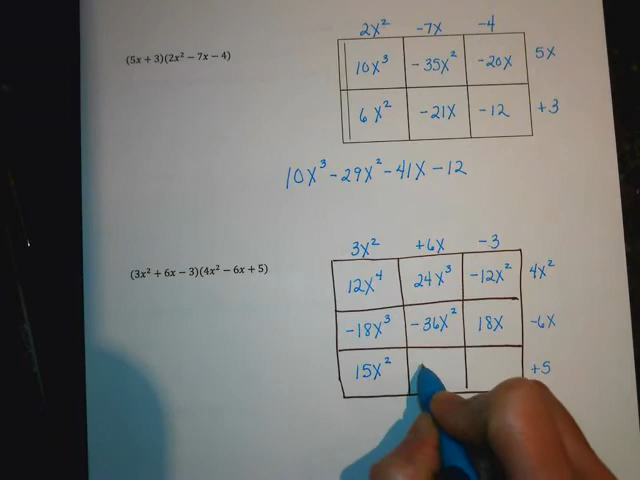 2x² -7x -4
(5x + 3)(2x² − 7x − 4)
10x³ -35x² -20x 5x
6x² -21x -12 +3
10x³ - 29x² - 41x - 12
3x² +6x -3
(3x² + 6x − 3)(4x² − 6x + 5)
12x⁴ 24x³ -12x² 4x²
-18x³ -36x² 18x -6x
15x² +5